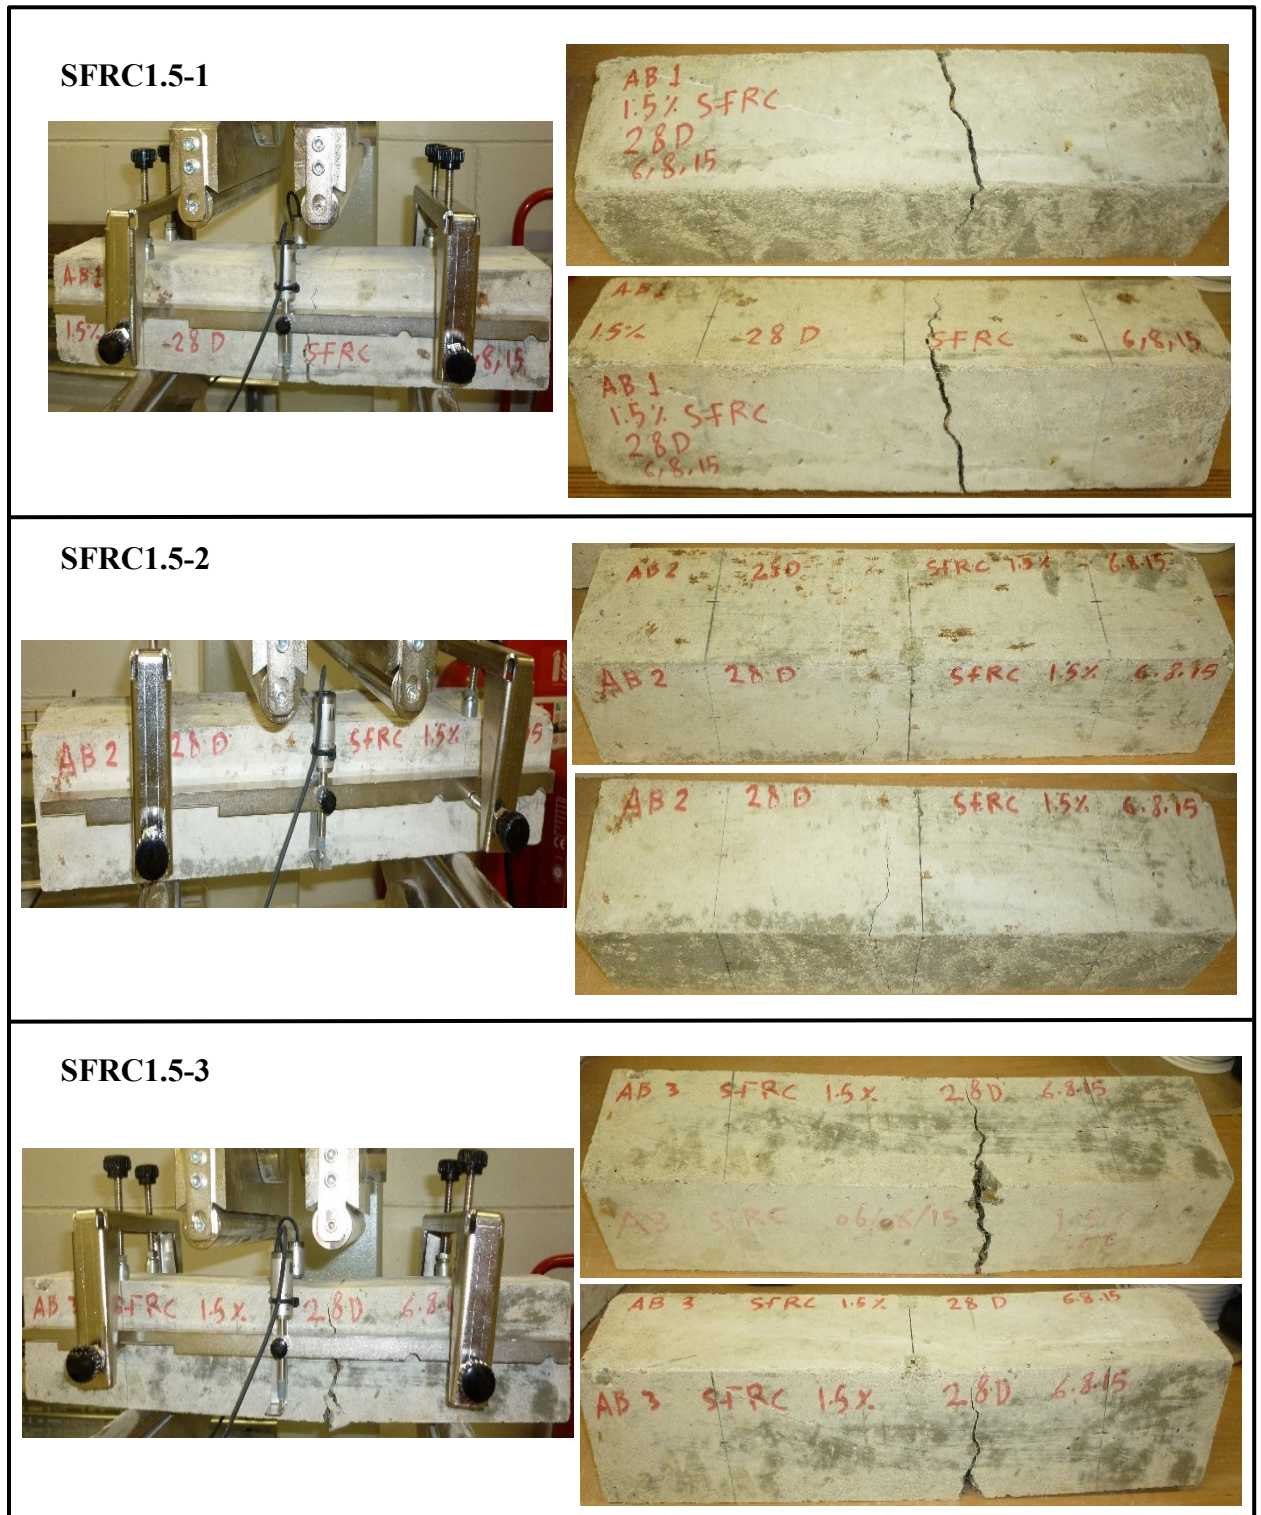 SFRC1.5-1
AB1
1.5% -28 D SFRC ,8,15
AB 1
1.5% SFRC
28D
6,8,15
AB1
1.5% -28 D SFRC 6,8,15
AB 1
1.5% SFRC
28D
6,8,15
SFRC1.5-2
AB 2 28 D SFRC 1.5% 15
AB 2 28D SFRC 1.5% 6.8.15
AB 2 28 D SFRC 1.5% 6.8.15
AB 2 28 D SFRC 1.5% 6.8.15
SFRC1.5-3
AB 3 SFRC 1.5% 28D 6.8.1
AB 3 SFRC 1.5% 28D 6.8.15
AB SFRC 06/08/15 1.5%
AB 3 SFRC 1.5% 28 D 6.8.15
AB 3 SFRC 1.5% 28D 6.8.15